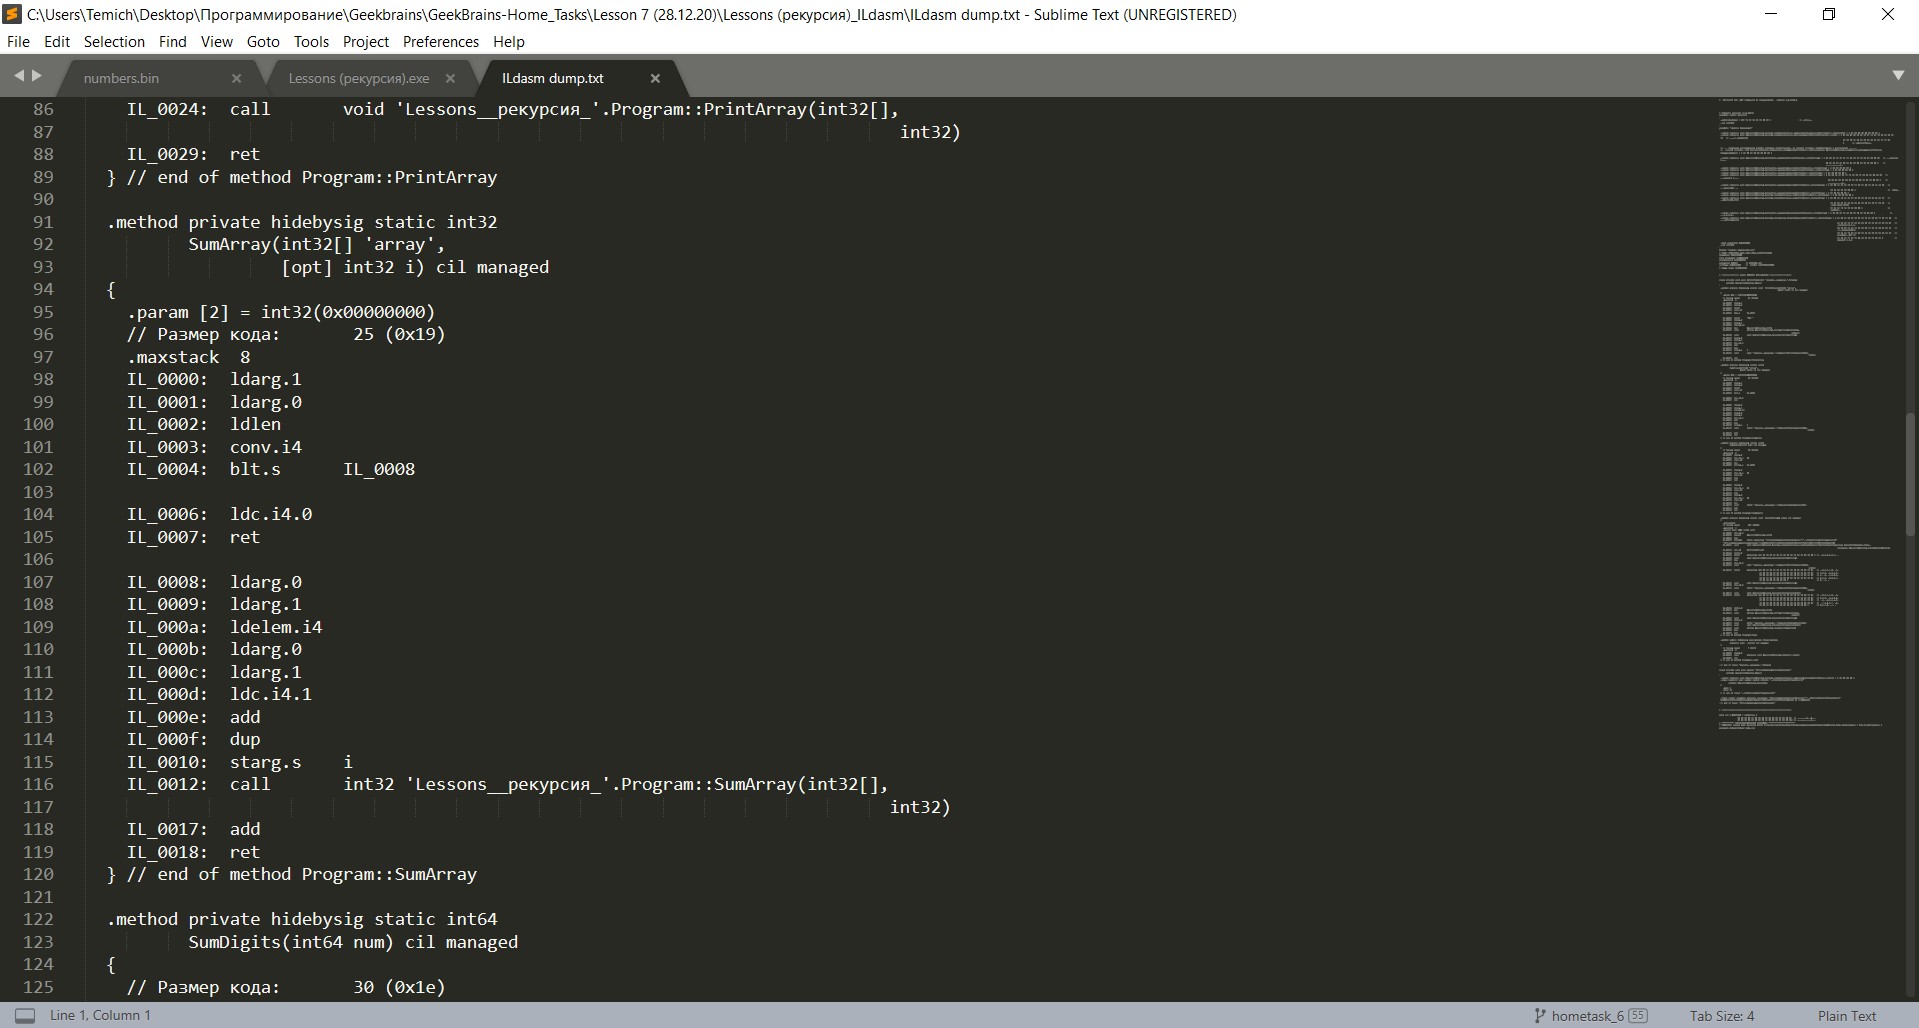 C:\Users\Temich\Desktop\Программирование\Geekbrains\GeekBrains-Home_Tasks\Lesson 7 (28.12.20)\Lessons (рекурсия)_ILdasm\ILdasm dump.txt - Sublime Text (UNREGISTERED)
File Edit Selection Find View Goto Tools Project Preferences Help
numbers.bin Lessons (рекурсия).exe ILdasm dump.txt
86 IL_0024: call void 'Lessons__рекурсия_'.Program::PrintArray(int32[],
87 int32)
88 IL_0029: ret
89 } // end of method Program::PrintArray
90
91 .method private hidebysig static int32
92 SumArray(int32[] 'array',
93 [opt] int32 i) cil managed
94 {
95 .param [2] = int32(0x00000000)
96 // Размер кода: 25 (0x19)
97 .maxstack 8
98 IL_0000: ldarg.1
99 IL_0001: ldarg.0
100 IL_0002: ldlen
101 IL_0003: conv.i4
102 IL_0004: blt.s IL_0008
103
104 IL_0006: ldc.i4.0
105 IL_0007: ret
106
107 IL_0008: ldarg.0
108 IL_0009: ldarg.1
109 IL_000a: ldelem.i4
110 IL_000b: ldarg.0
111 IL_000c: ldarg.1
112 IL_000d: ldc.i4.1
113 IL_000e: add
114 IL_000f: dup
115 IL_0010: starg.s i
116 IL_0012: call int32 'Lessons__рекурсия_'.Program::SumArray(int32[],
117 int32)
118 IL_0017: add
119 IL_0018: ret
120 } // end of method Program::SumArray
121
122 .method private hidebysig static int64
123 SumDigits(int64 num) cil managed
124 {
125 // Размер кода: 30 (0x1e)
Line 1, Column 1 hometask_6 55 Tab Size: 4 Plain Text